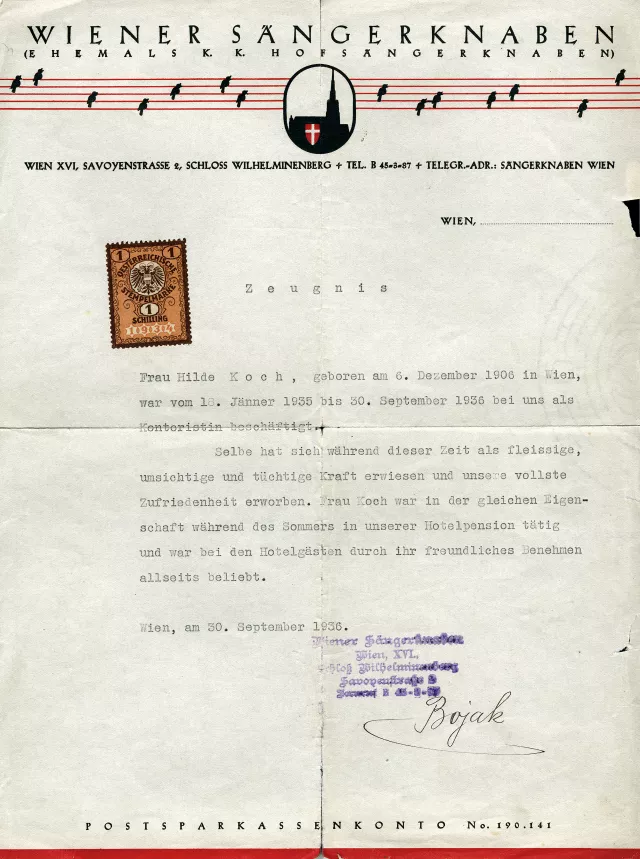 WIENER SÄNGERKNABEN
(EHEMALS K. K. HOFSÄNGERKNABEN)
WIEN XVI, SAVOYENSTRASSE 2, SCHLOSS WILHELMINENBERG + TEL. B 45-3-87 + TELEGR.-ADR.: SÄNGERKNABEN WIEN
WIEN,
1 1
OESTERREICHISCHE
STEMPELMARKE
1
SCHILLING
1934
Zeugnis
Frau Hilde Koch, geboren am 6. Dezember 1906 in Wien,
war vom Jänner 1935 bis 30. September 1936 bei uns als
Kontoristin beschäftigt.
Selbe hat sich während dieser Zeit als fleissige,
umsichtige und tüchtige Kraft erwiesen und unsere vollste
Zufriedenheit erworben. Frau Koch war in der gleichen Eigen-
schaft während des Sommers in unserer Hotelpension tätig
und war bei den Hotelgästen durch ihr freundliches Benehmen
allseits beliebt.
Wien, am 30. September 1936.
Wiener Sängerknaben
Wien, XVI.,
Schloß Wilhelminenberg
Savoyenstraße 2
Bojak
POSTSPARKASSENKONTO No. 190.141